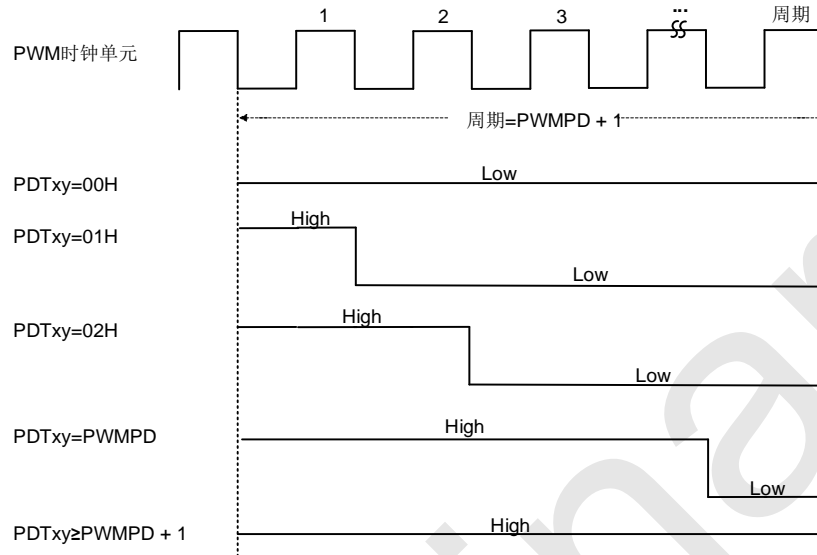 1 2 3 ... 周期
PWM时钟单元
周期=PWMPD + 1
PDTxy=00H Low
PDTxy=01H High Low
PDTxy=02H High Low
PDTxy=PWMPD High Low
PDTxy≥PWMPD + 1 High